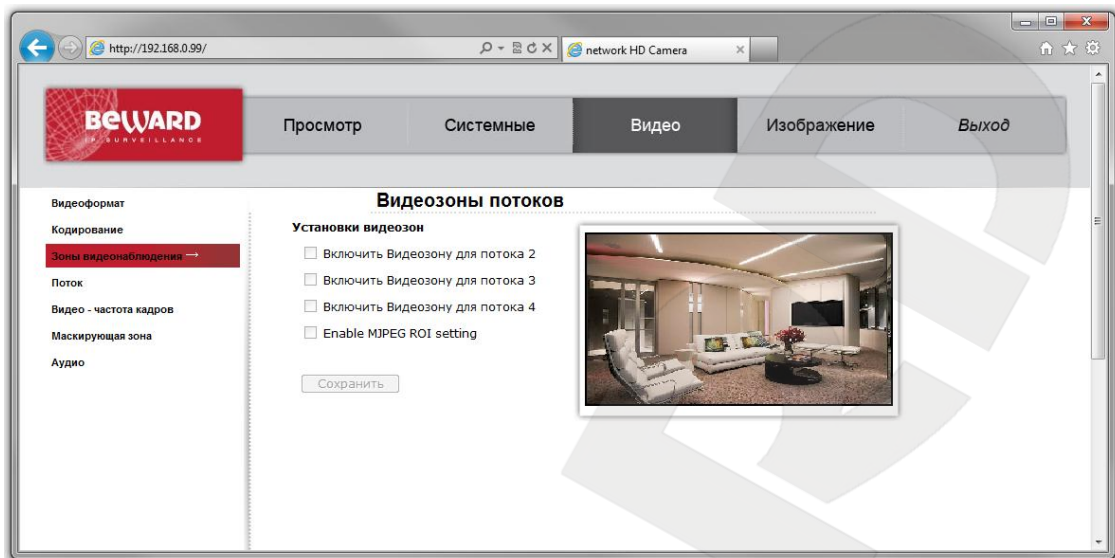 http://192.168.0.99/
network HD Camera
BEWARD
IP SURVEILLANCE
Просмотр
Системные
Видео
Изображение
Выход
Видеоформат
Кодирование
Зоны видеонаблюдения →
Поток
Видео - частота кадров
Маскирующая зона
Аудио
Видеозоны потоков
Установки видеозон
Включить Видеозону для потока 2
Включить Видеозону для потока 3
Включить Видеозону для потока 4
Enable MJPEG ROI setting
Сохранить